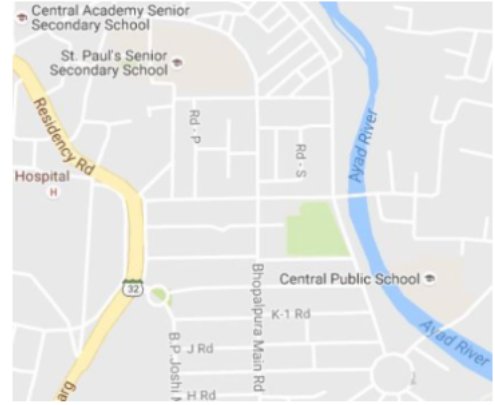 Central Academy Senior
Secondary School
St. Paul's Senior
Secondary School
Residency Rd
Rd - P
Rd - S
Ayad River
Hospital
H
Central Public School
32
Bhopalpura Main Rd
K-1 Rd
Ayad River
B.P.Joshi M
J Rd
H Rd
arg